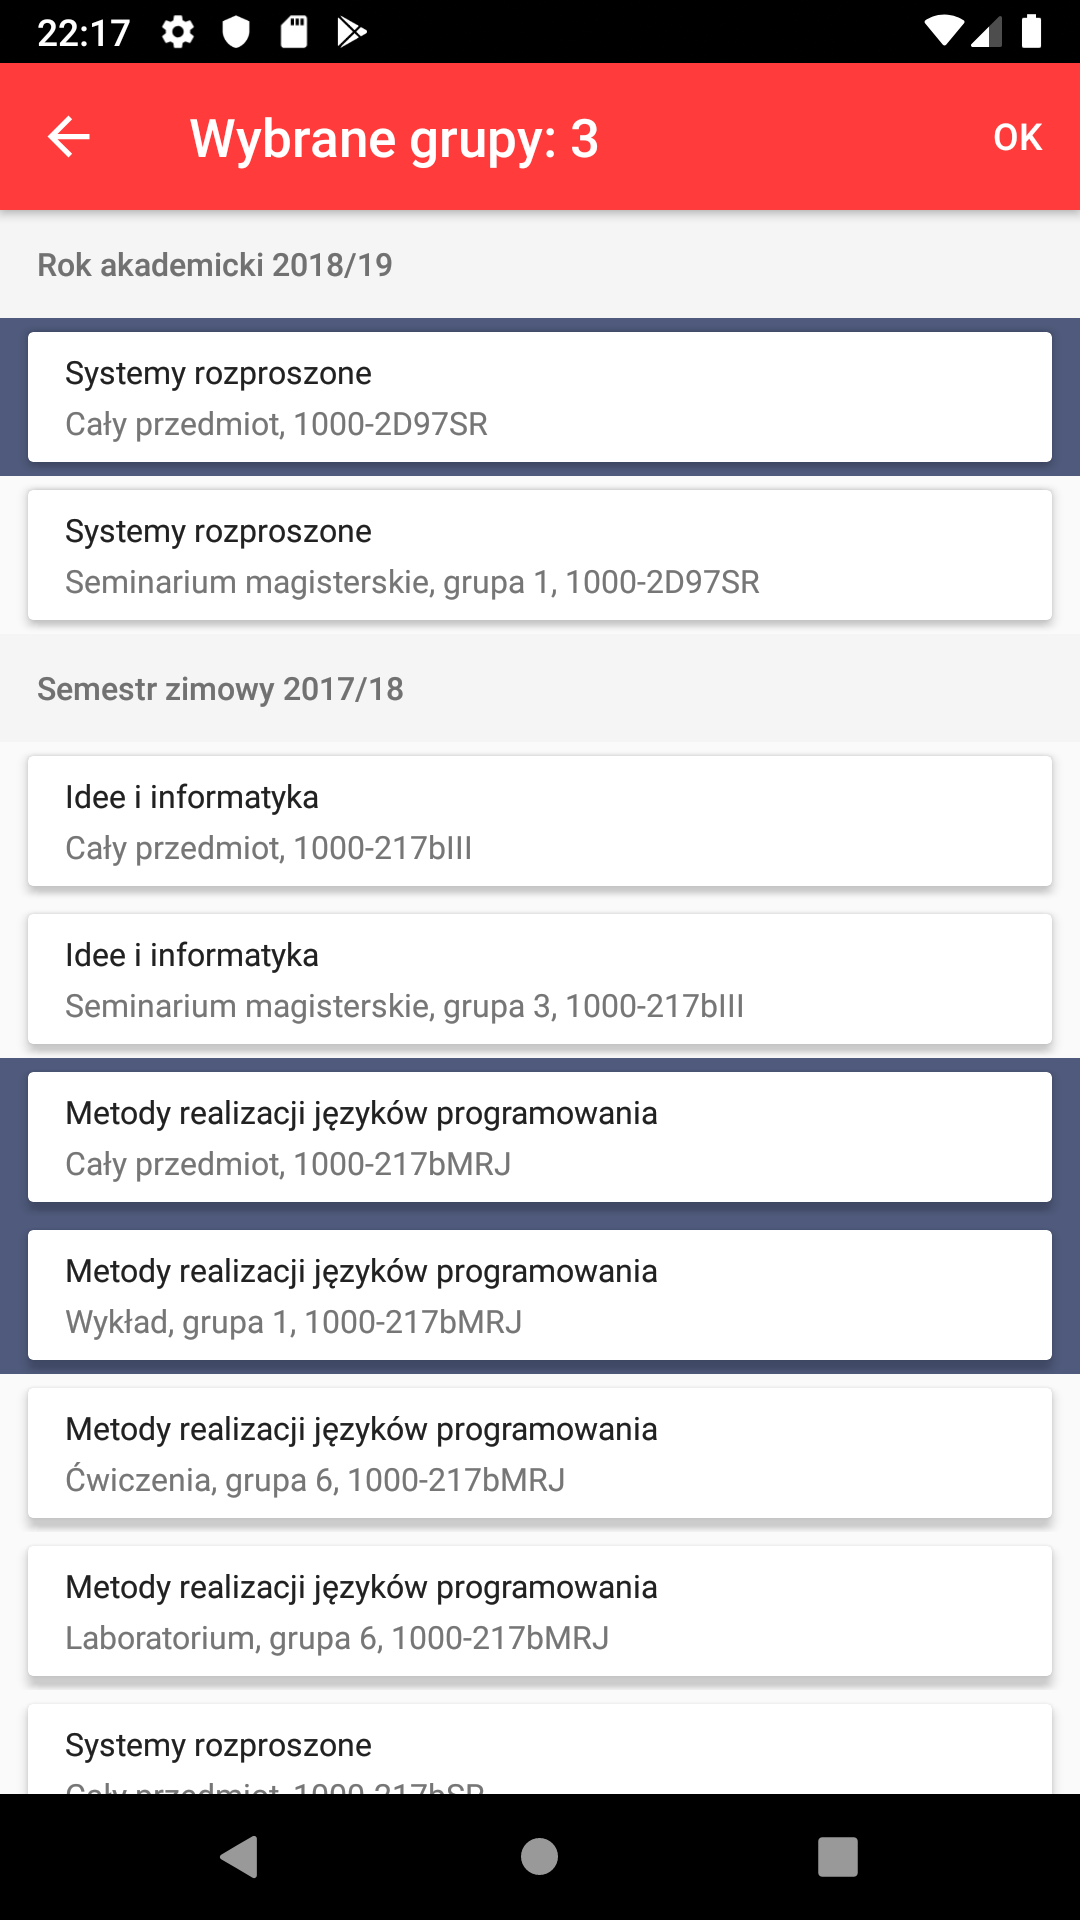 22:17
Wybrane grupy: 3
OK
Rok akademicki 2018/19
Systemy rozproszone
Cały przedmiot, 1000-2D97SR
Systemy rozproszone
Seminarium magisterskie, grupa 1, 1000-2D97SR
Semestr zimowy 2017/18
Idee i informatyka
Cały przedmiot, 1000-217bIII
Idee i informatyka
Seminarium magisterskie, grupa 3, 1000-217bIII
Metody realizacji języków programowania
Cały przedmiot, 1000-217bMRJ
Metody realizacji języków programowania
Wykład, grupa 1, 1000-217bMRJ
Metody realizacji języków programowania
Ćwiczenia, grupa 6, 1000-217bMRJ
Metody realizacji języków programowania
Laboratorium, grupa 6, 1000-217bMRJ
Systemy rozproszone
Cały przedmiot, 1000-217bSR